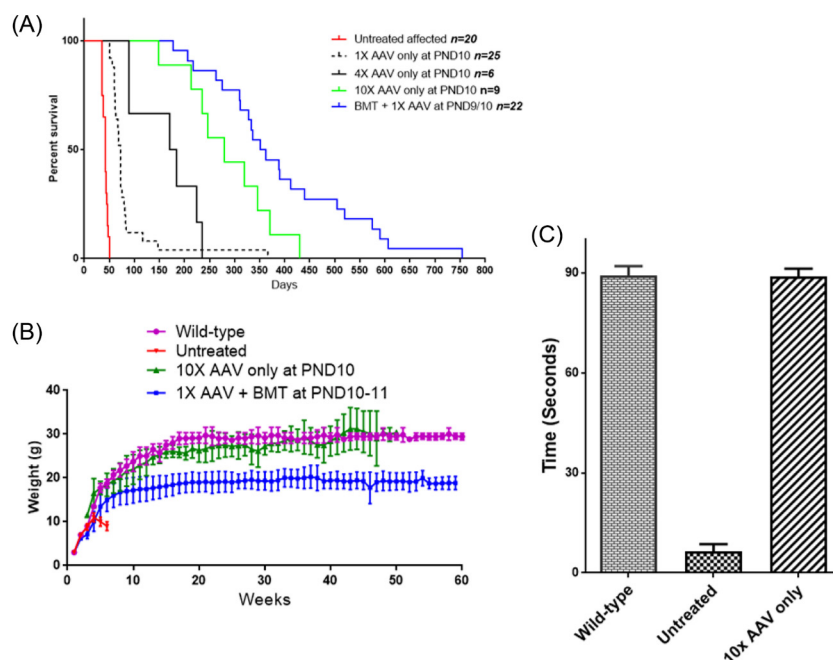 (A)
Untreated affected n=20
1X AAV only at PND10 n=25
4X AAV only at PND10 n=6
10X AAV only at PND10 n=9
BMT + 1X AAV at PND9/10 n=22
Percent survival
100
50
0
0 50 100 150 200 250 300 350 400 450 500 550 600 650 700 750 800
Days
(B)
Wild-type
Untreated
10X AAV only at PND10
1X AAV + BMT at PND10-11
Weight (g)
40
30
20
10
0
0 10 20 30 40 50 60
Weeks
(C)
Time (Seconds)
90
60
30
0
Wild-type
Untreated
10x AAV only